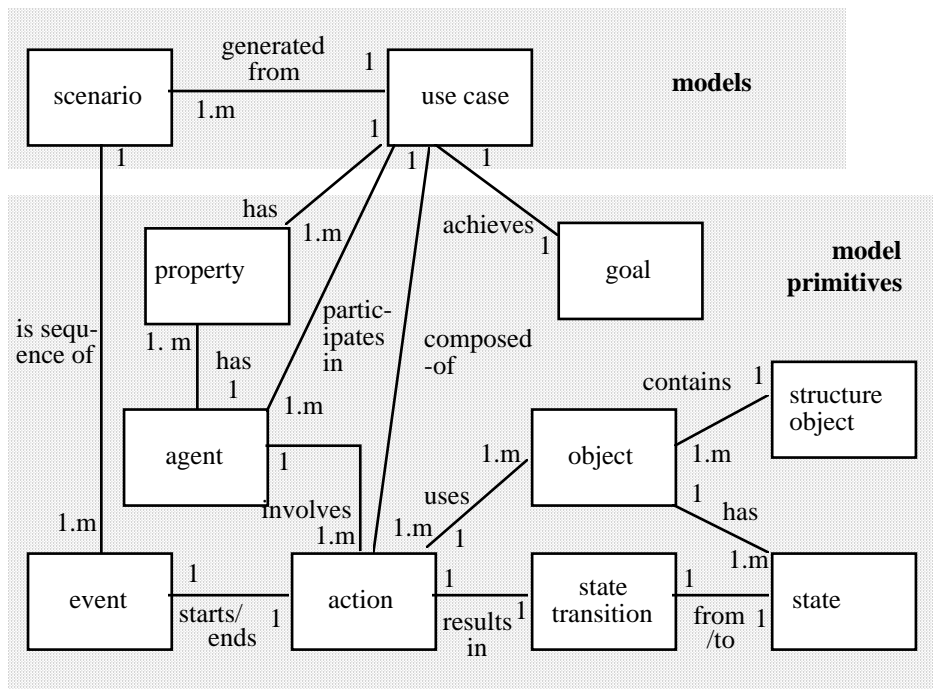 generated
from
1
scenario
use case
models
1.m
1
1
1
1
has
1.m
achieves
1
property
goal
model
primitives
is sequ-
ence of
1. m
has
1
partic-
ipates
in
composed
-of
1.m
contains
1
structure
object
agent
1
1.m
object
1.m
uses
1
has
involves
1.m
1.m
1
1.m
1.m
event
1
starts/
ends
1
action
1
results
in
1
state
transition
1
from
/to
1
state